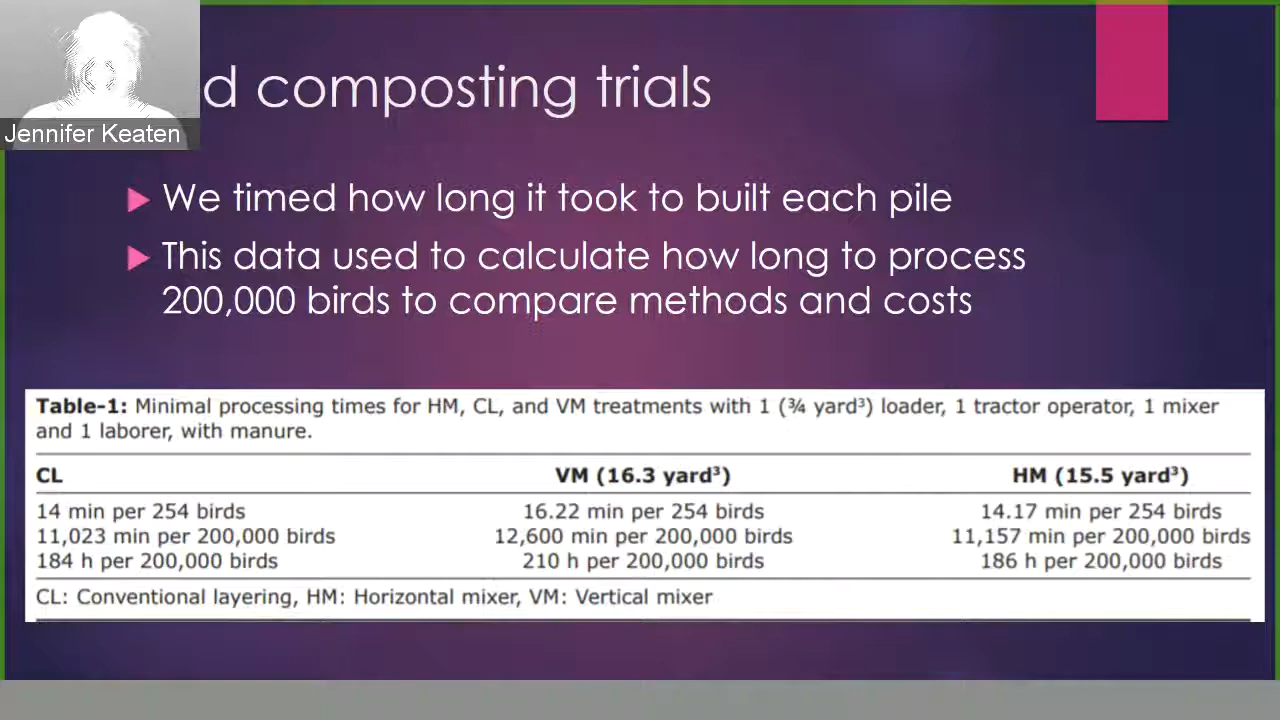 Jennifer Keaten
d composting trials
We timed how long it took to built each pile
This data used to calculate how long to process
200,000 birds to compare methods and costs
Table-1: Minimal processing times for HM, CL, and VM treatments with 1 (¾ yard³) loader, 1 tractor operator, 1 mixer
and 1 laborer, with manure.
CL VM (16.3 yard³) HM (15.5 yard³)
14 min per 254 birds 16.22 min per 254 birds 14.17 min per 254 birds
11,023 min per 200,000 birds 12,600 min per 200,000 birds 11,157 min per 200,000 birds
184 h per 200,000 birds 210 h per 200,000 birds 186 h per 200,000 birds
CL: Conventional layering, HM: Horizontal mixer, VM: Vertical mixer